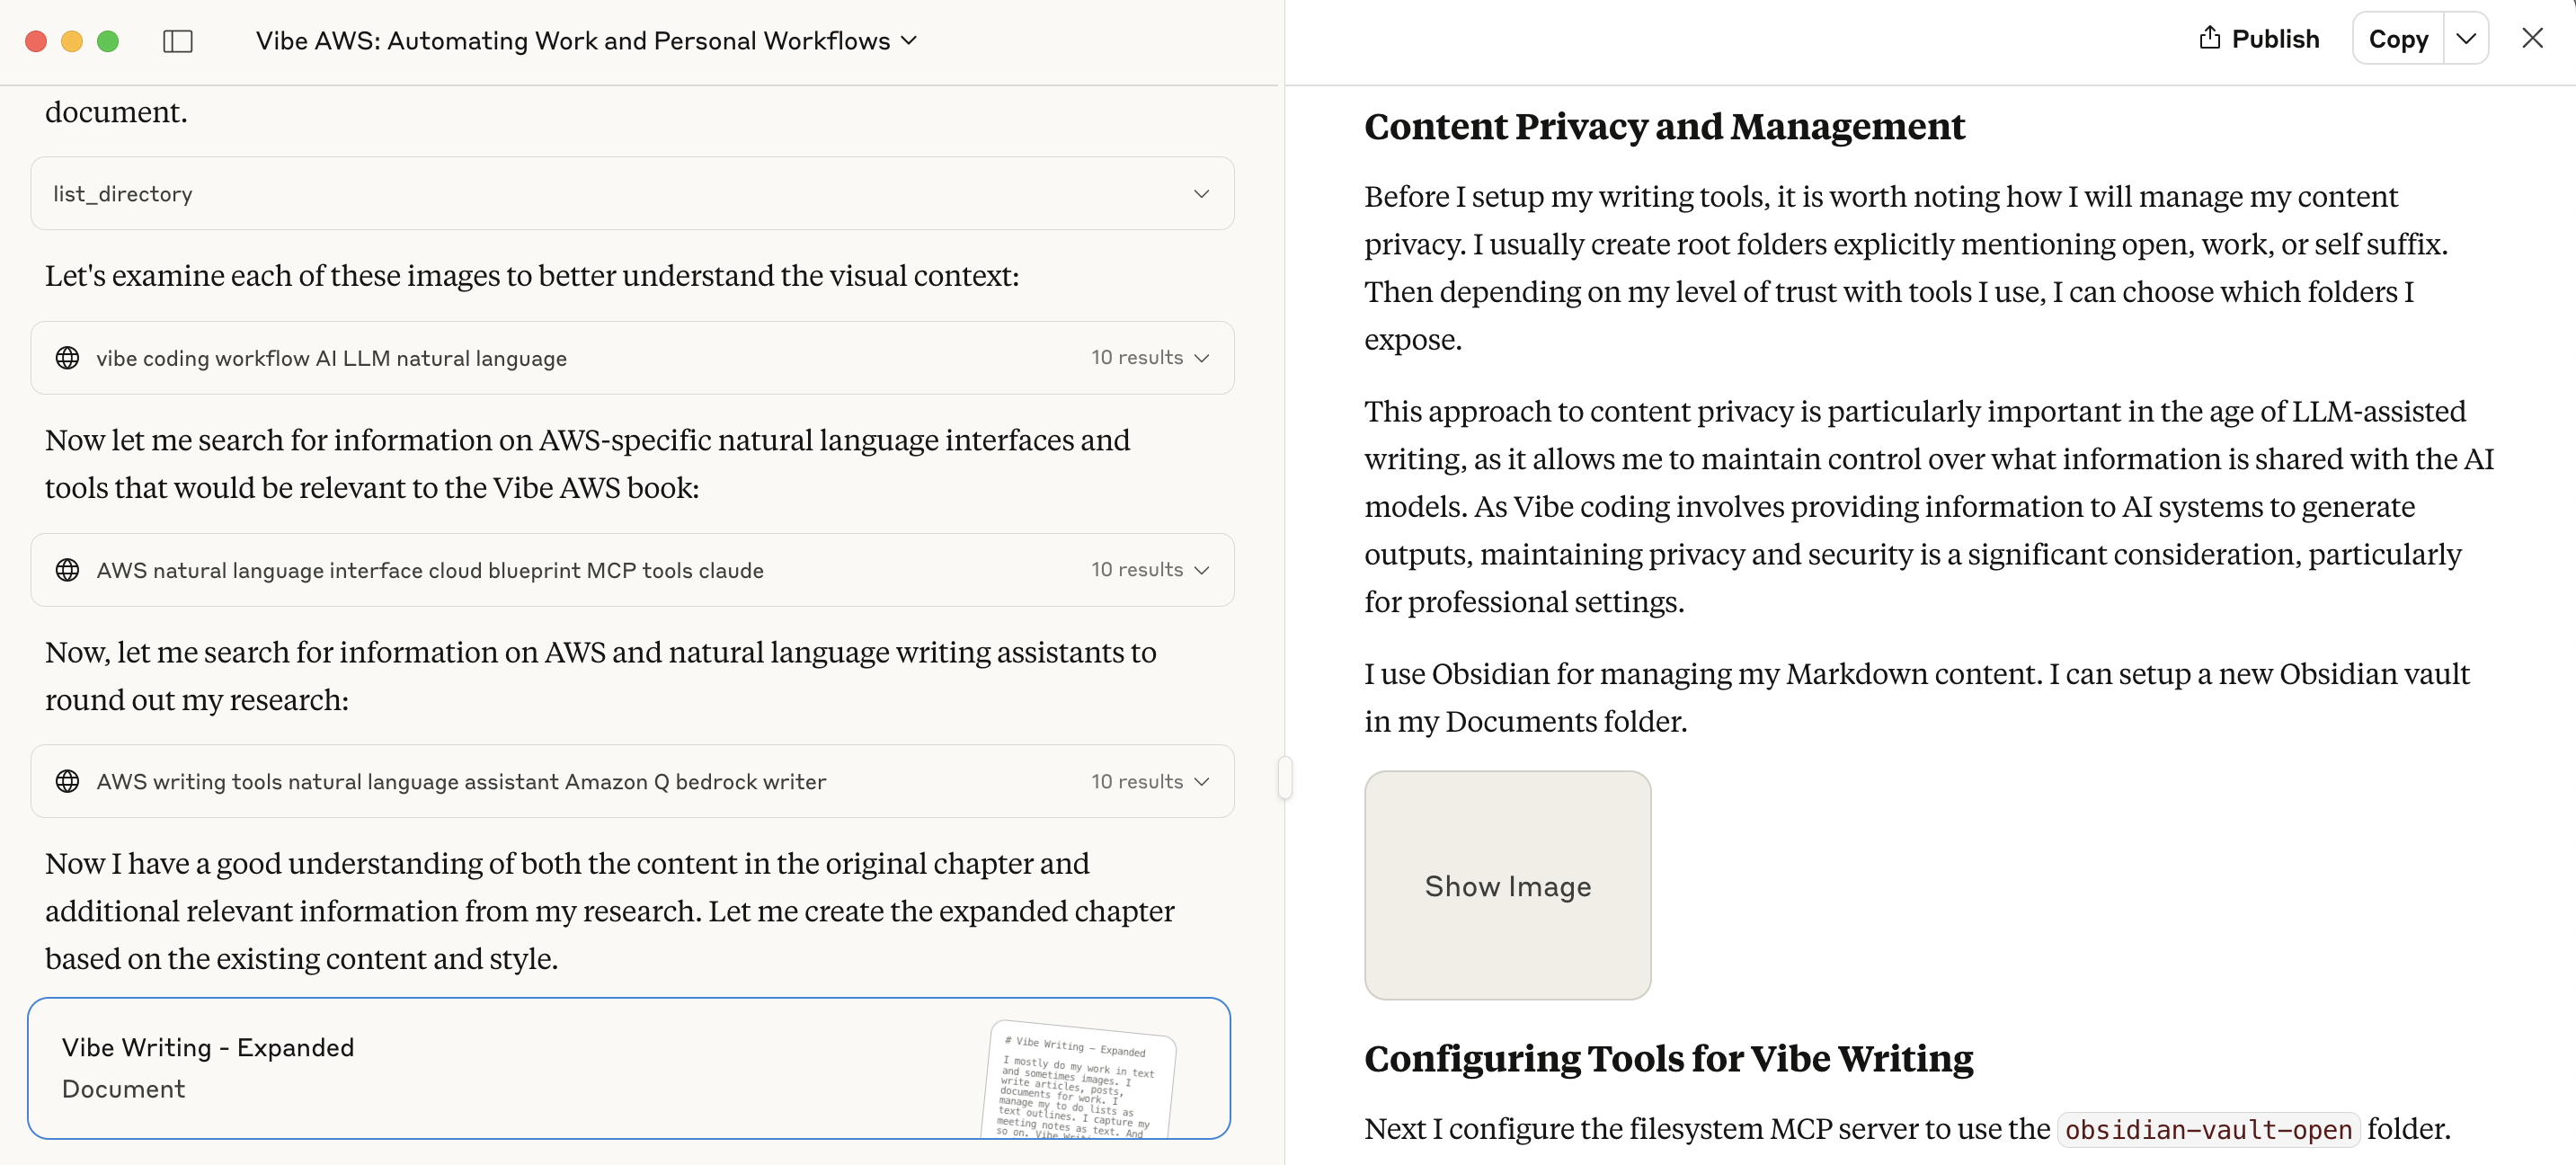 Vibe AWS: Automating Work and Personal Workflows
document.
list_directory
Let's examine each of these images to better understand the visual context:
vibe coding workflow AI LLM natural language
10 results
Now let me search for information on AWS-specific natural language interfaces and
tools that would be relevant to the Vibe AWS book:
AWS natural language interface cloud blueprint MCP tools claude
10 results
Now, let me search for information on AWS and natural language writing assistants to
round out my research:
AWS writing tools natural language assistant Amazon Q bedrock writer
10 results
Now I have a good understanding of both the content in the original chapter and
additional relevant information from my research. Let me create the expanded chapter
based on the existing content and style.
Vibe Writing - Expanded
Document
# Vibe Writing - Expanded
I mostly do my work in text
and sometimes images. I
write articles, posts,
documents for work. I
manage my to do lists as
text outlines. I capture my
meeting notes as text. And
so on. Vibe
Publish
Copy
Content Privacy and Management
Before I setup my writing tools, it is worth noting how I will manage my content
privacy. I usually create root folders explicitly mentioning open, work, or self suffix.
Then depending on my level of trust with tools I use, I can choose which folders I
expose.
This approach to content privacy is particularly important in the age of LLM-assisted
writing, as it allows me to maintain control over what information is shared with the AI
models. As Vibe coding involves providing information to AI systems to generate
outputs, maintaining privacy and security is a significant consideration, particularly
for professional settings.
I use Obsidian for managing my Markdown content. I can setup a new Obsidian vault
in my Documents folder.
Show Image
Configuring Tools for Vibe Writing
Next I configure the filesystem MCP server to use the obsidian-vault-open folder.